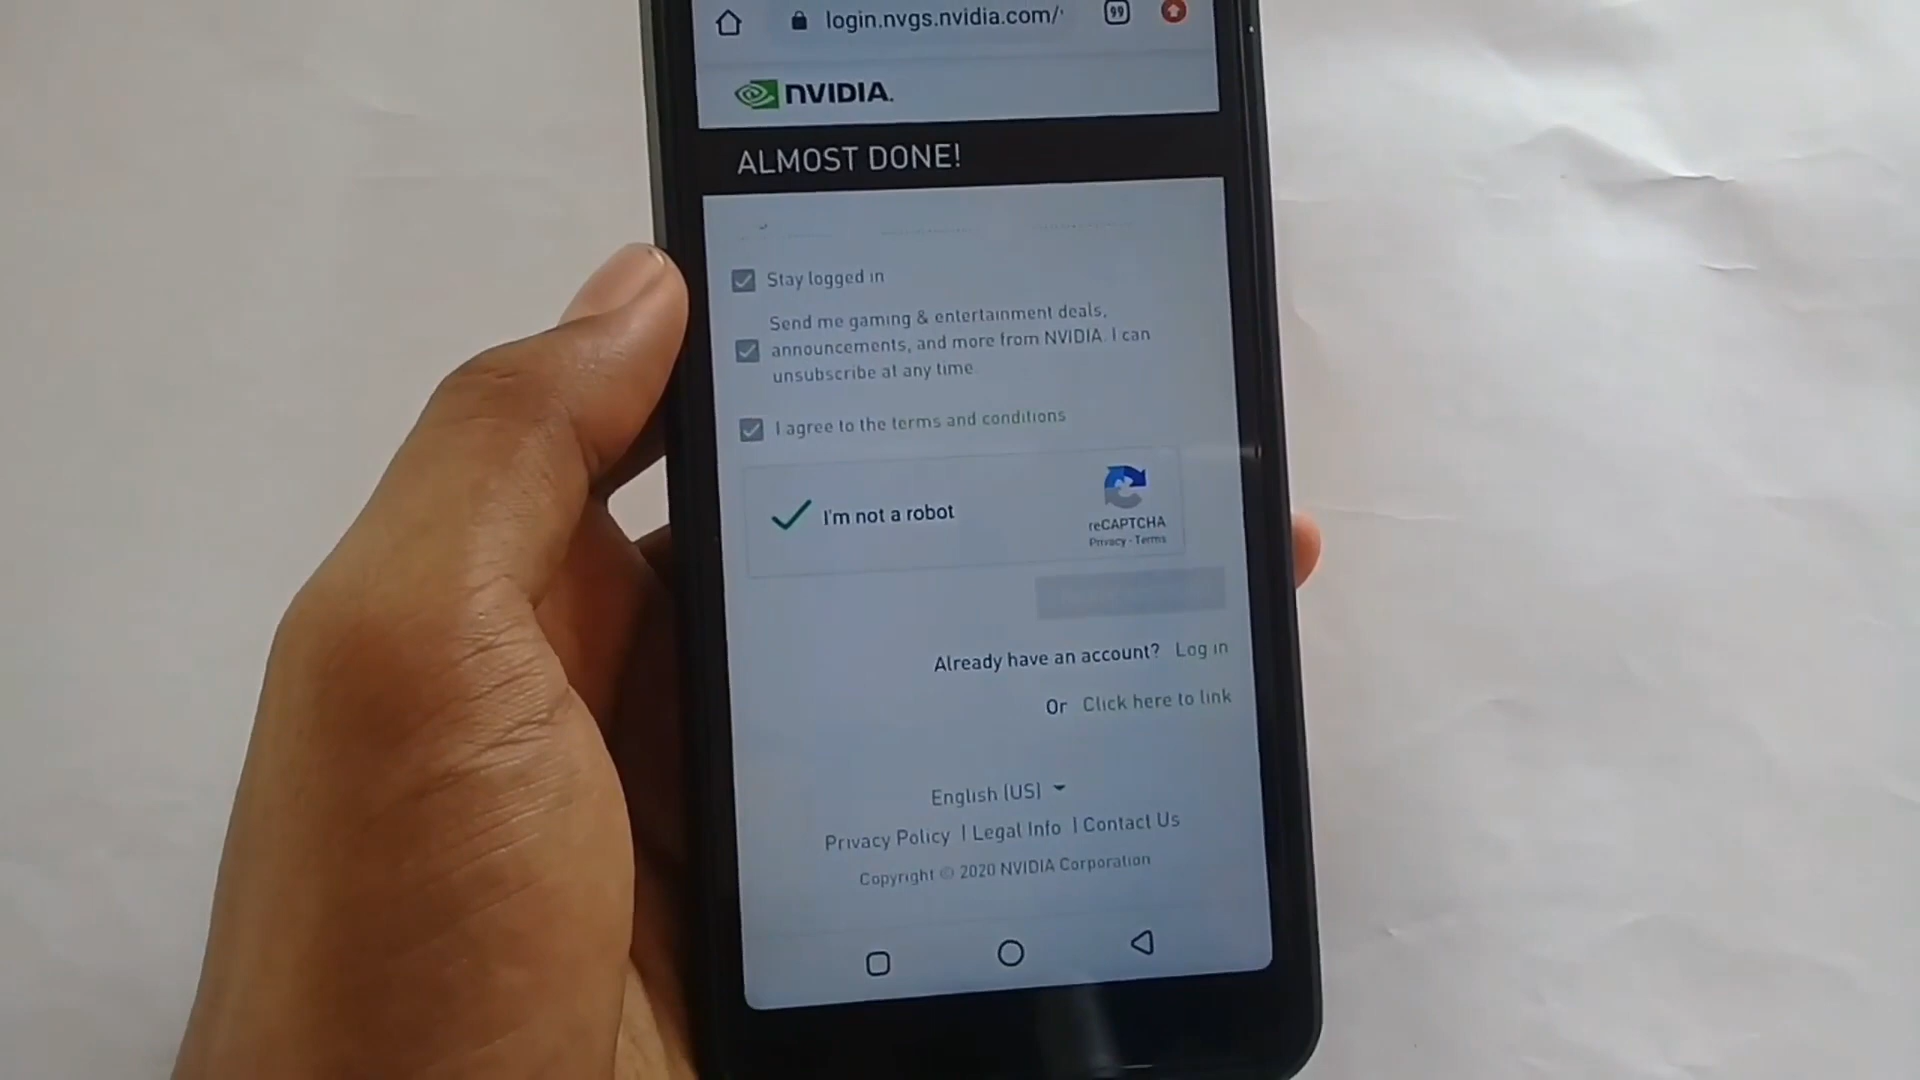 login.nvgs.nvidia.com/
99
NVIDIA.
ALMOST DONE!
Stay logged in
Send me gaming & entertainment deals,
announcements, and more from NVIDIA. I can
unsubscribe at any time.
I agree to the terms and conditions
I'm not a robot
reCAPTCHA
Privacy - Terms
Already have an account? Log in
Or Click here to link
English (US)
Privacy Policy | Legal Info | Contact Us
Copyright © 2020 NVIDIA Corporation